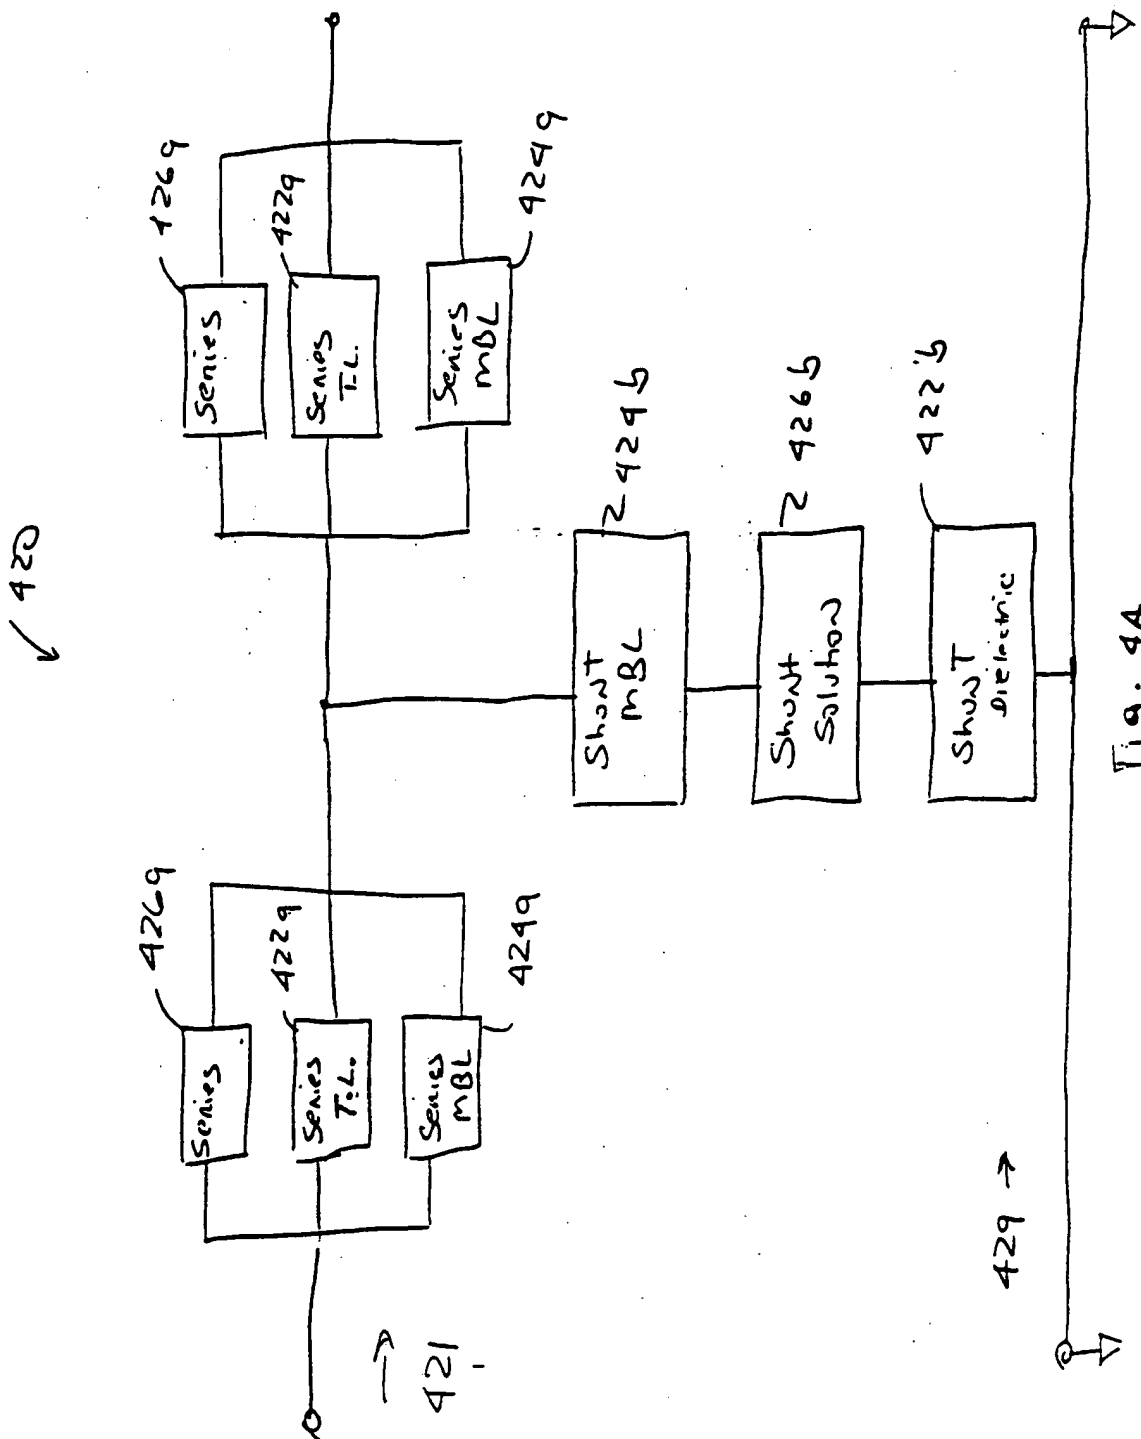 420
426a
Series
422a
Series
T.L.
424a
Series
MBL
426a
Series
422a
Series
T.L.
424a
Series
MBL
421
Shunt
MBL
424b
Shunt
Solution
426b
Shunt
Dielectric
422b
429
Fig. 4A